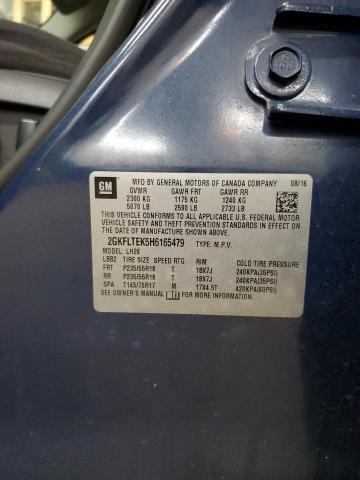 GM
MFD BY GENERAL MOTORS OF CANADA COMPANY 08/16
GVWR GAWR FRT GAWR RR
2300 KG 1175 KG 1240 KG
5070 LB 2590 LB 2733 LB
THIS VEHICLE CONFORMS TO ALL APPLICABLE U.S. FEDERAL MOTOR
VEHICLE SAFETY AND THEFT PREVENTION STANDARDS IN EFFECT ON THE DATE
OF MANUFACTURE SHOWN ABOVE.
2GKFLTEK5H6165479 TYPE: M.P.V.
MODEL: LH26
LBB2 TIRE SIZE SPEED RTG RIM COLD TIRE PRESSURE
FRT P235/55R18 T 18X7J 240KPA(35PSI)
RR P235/55R18 T 18X7J 240KPA(35PSI)
SPA T145/70R17 M 17X4.5T 420KPA(60PSI)
SEE OWNER'S MANUAL FOR MORE INFORMATION.